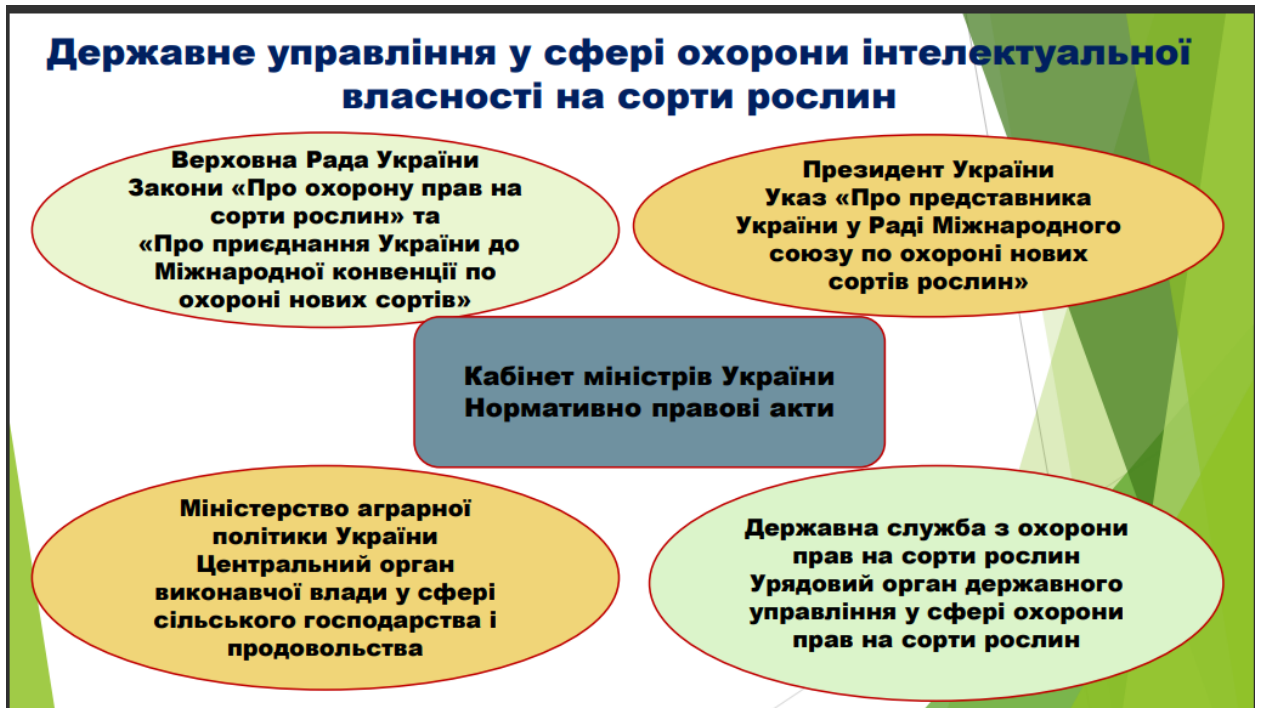 Державне управління у сфері охорони інтелектуальної
власності на сорти рослин
Верховна Рада України
Закони «Про охорону прав на
сорти рослин» та
«Про приєднання України до
Міжнародної конвенції по
охороні нових сортів»
Президент України
Указ «Про представника
України у Раді Міжнародного
союзу по охороні нових
сортів рослин»
Кабінет міністрів України
Нормативно правові акти
Міністерство аграрної
політики України
Центральний орган
виконавчої влади у сфері
сільського господарства і
продовольства
Державна служба з охорони
прав на сорти рослин
Урядовий орган державного
управління у сфері охорони
прав на сорти рослин